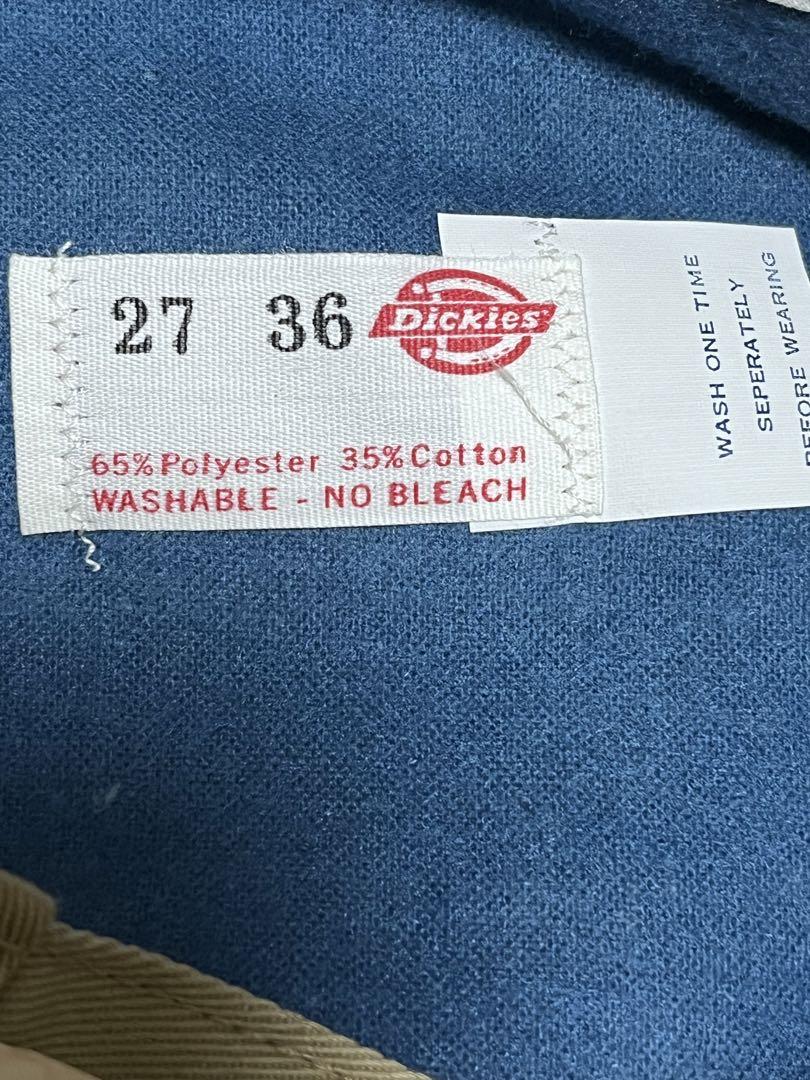 27 36
Dickies
65% Polyester 35% Cotton
WASHABLE - NO BLEACH
WASH ONE TIME
SEPERATELY
BEFORE WEARING